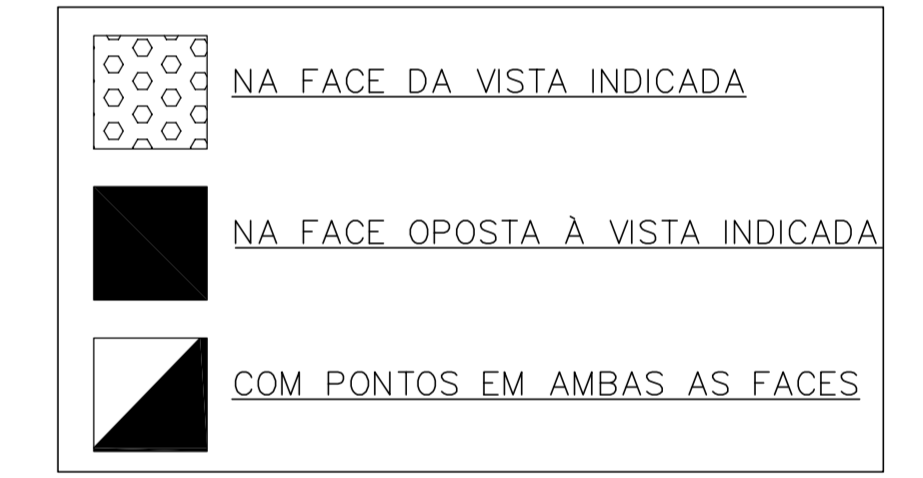 NA FACE DA VISTA INDICADA
NA FACE OPOSTA À VISTA INDICADA
COM PONTOS EM AMBAS AS FACES